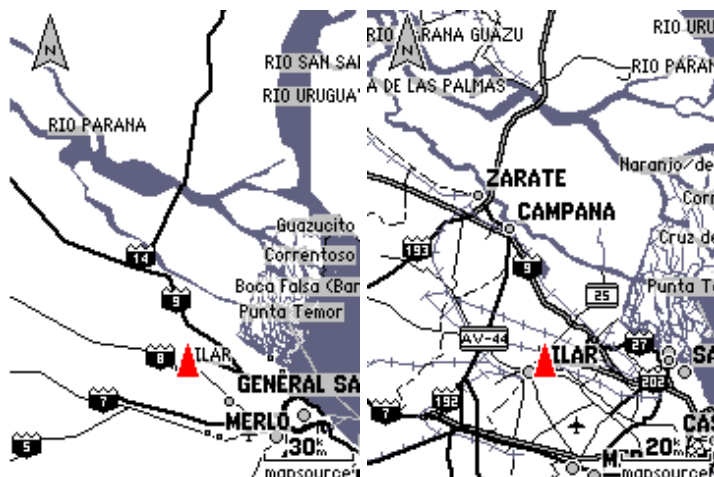 N
RIO SAN SA
RIO URUGUA
RIO PARANA
Guazucito
14
Correntoso
Boca Falsa (Bar
9
Punta Temor
8
ILAR
GENERAL SA
7
MERLO
5
30km
mapsource
N
RIO URU
RIO PARANA GUAZU
RIO PARAN
A DE LAS PALMAS
Naranjo/de
ZARATE
Corr
CAMPANA
193
Cruz de
9
25
Punta T
AV-44
ILAR
27
SA
202
192
7
CAS
20km
M
mapsource